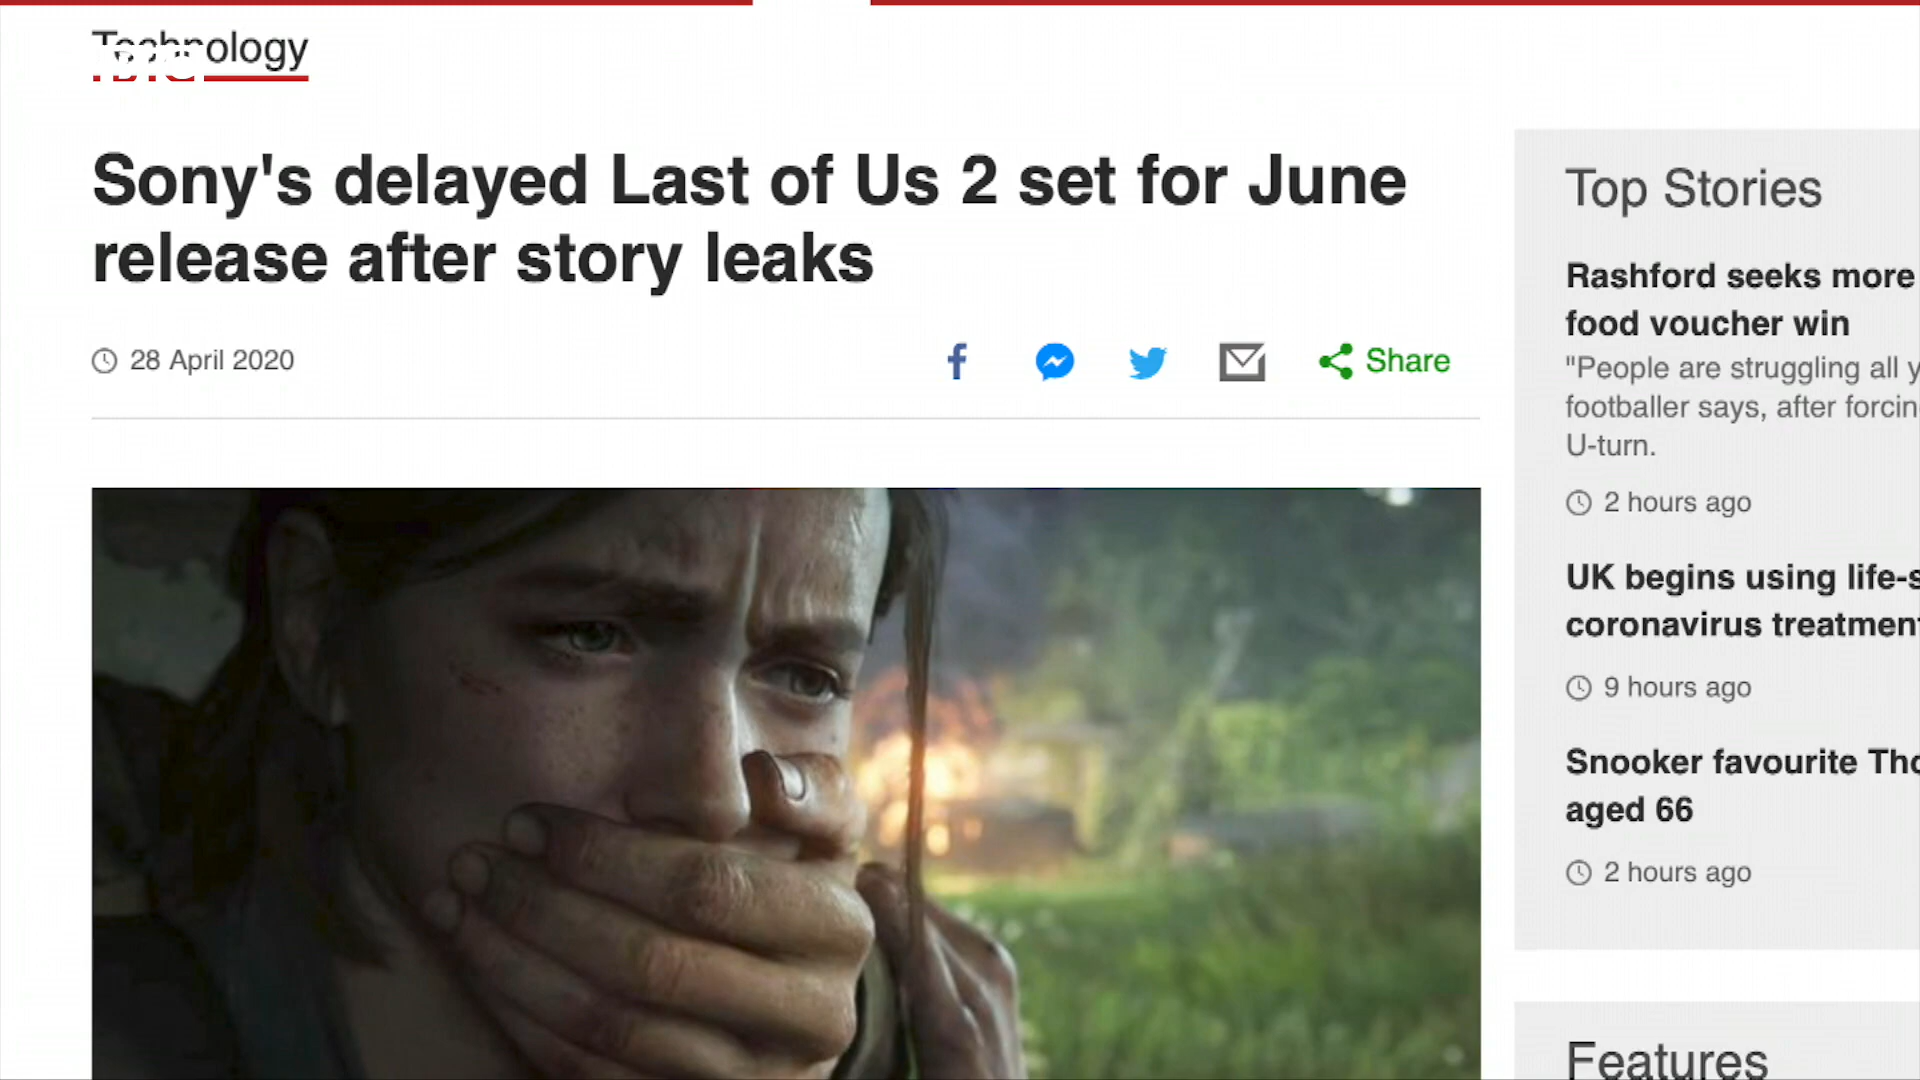 Technology
Sony's delayed Last of Us 2 set for June
release after story leaks
28 April 2020
Share
Top Stories
Rashford seeks more
food voucher win
"People are struggling all y
footballer says, after forcin
U-turn.
2 hours ago
UK begins using life-s
coronavirus treatment
9 hours ago
Snooker favourite Tho
aged 66
2 hours ago
Features